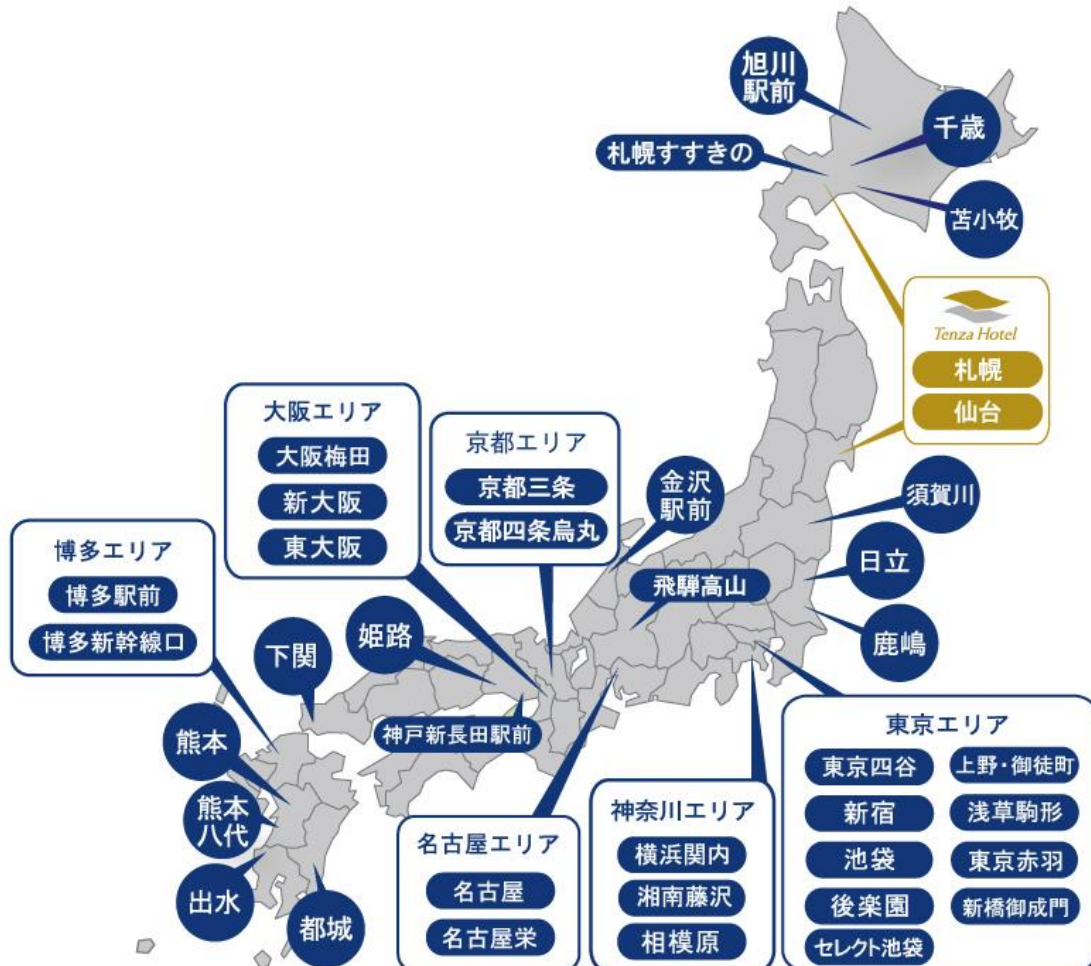 旭川
駅前
千歳
札幌すすきの
苫小牧
Tenza Hotel
札幌
仙台
大阪エリア
大阪梅田
新大阪
東大阪
京都エリア
京都三条
京都四条烏丸
金沢
駅前
須賀川
博多エリア
博多駅前
博多新幹線口
飛騨高山
日立
姫路
下関
鹿嶋
神戸新長田駅前
熊本
熊本
八代
出水
都城
名古屋エリア
名古屋
名古屋栄
神奈川エリア
横浜関内
湘南藤沢
相模原
東京エリア
東京四谷
新宿
池袋
後楽園
セレクト池袋
上野・御徒町
浅草駒形
東京赤羽
新橋御成門